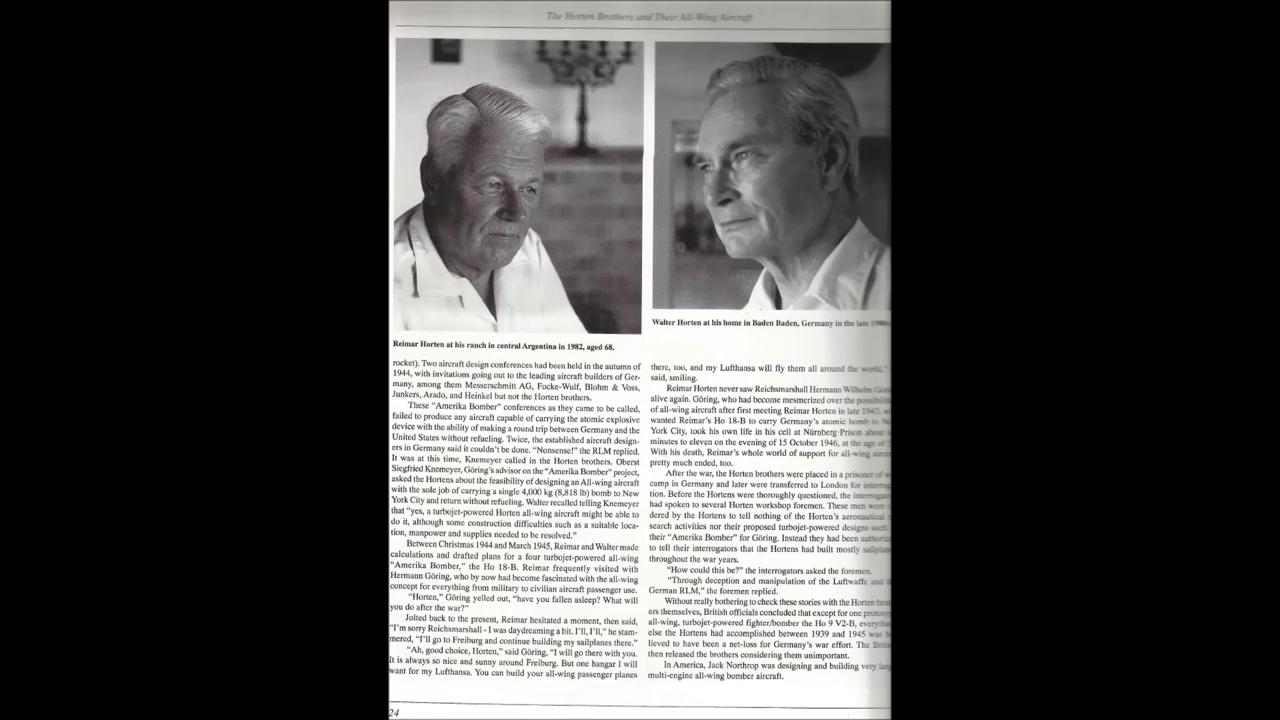 The Horten Brothers and Their All-Wing Aircraft
Reimar Horten at his ranch in central Argentina in 1982, aged 68.
rocket). Two aircraft design conferences had been held in the autumn of
1944, with invitations going out to the leading aircraft builders of Ger-
many, among them Messerschmitt AG, Focke-Wulf, Blohm & Voss,
Junkers, Arado, and Heinkel but not the Horten brothers.
These “Amerika Bomber” conferences as they came to be called,
failed to produce any aircraft capable of carrying the atomic explosive
device with the ability of making a round trip between Germany and the
United States without refueling. Twice, the established aircraft design-
ers in Germany said it couldn't be done. “Nonsense!” the RLM replied.
It was at this time, Knemeyer called in the Horten brothers. Oberst
Siegfried Knemeyer, Göring's advisor on the “Amerika Bomber” project,
asked the Hortens about the feasibility of designing an All-wing aircraft
with the sole job of carrying a single 4,000 kg (8,818 lb) bomb to New
York City and return without refueling. Walter recalled telling Knemeyer
that “yes, a turbojet-powered Horten all-wing aircraft might be able to
do it, although some construction difficulties such as a suitable loca-
tion, manpower and supplies needed to be resolved.”
Between Christmas 1944 and March 1945, Reimar and Walter made
calculations and drafted plans for a four turbojet-powered all-wing
“Amerika Bomber,” the Ho 18-B. Reimar frequently visited with
Hermann Göring, who by now had become fascinated with the all-wing
concept for everything from military to civilian aircraft passenger use.
“Horten,” Göring yelled out, “have you fallen asleep? What will
you do after the war?”
Jolted back to the present, Reimar hesitated a moment, then said,
“I'm sorry Reichsmarshall - I was daydreaming a bit. I'll, I'll,” he stam-
mered, “I'll go to Freiburg and continue building my sailplanes there.”
“Ah, good choice, Horten,” said Göring, “I will go there with you.
It is always so nice and sunny around Freiburg. But one hangar I will
want for my Lufthansa. You can build your all-wing passenger planes
24
Walter Horten at his home in Baden Baden, Germany in the late
there, too, and my Lufthansa will fly them all around the world,”
said, smiling.
Reimar Horten never saw Reichsmarshall Hermann Wilhelm
alive again. Göring, who had become mesmerized over the
of all-wing aircraft after first meeting Reimar Horten in late 1943,
wanted Reimar's Ho 18-B to carry Germany's atomic bomb to
York City, took his own life in his cell at Nürnberg Prison about
minutes to eleven on the evening of 15 October 1946, at the age of
With his death, Reimar's whole world of support for all-wing
pretty much ended, too.
After the war, the Horten brothers were placed in a prisoner of
camp in Germany and later were transferred to London for
tion. Before the Hortens were thoroughly questioned, the
had spoken to several Horten workshop foremen. These men were
dered by the Hortens to tell nothing of the Horten's aeronautical
search activities nor their proposed turbojet-powered designs such
their “Amerika Bomber” for Göring. Instead they had been
to tell their interrogators that the Hortens had built mostly
throughout the war years.
“How could this be?” the interrogators asked the foremen.
“Through deception and manipulation of the Luftwaffe and
German RLM,” the foremen replied.
Without really bothering to check these stories with the Horten
ers themselves, British officials concluded that except for one
all-wing, turbojet-powered fighter/bomber the Ho 9 V2-B,
else the Hortens had accomplished between 1939 and 1945 was
lieved to have been a net-loss for Germany's war effort. The
then released the brothers considering them unimportant.
In America, Jack Northrop was designing and building very
multi-engine all-wing bomber aircraft.